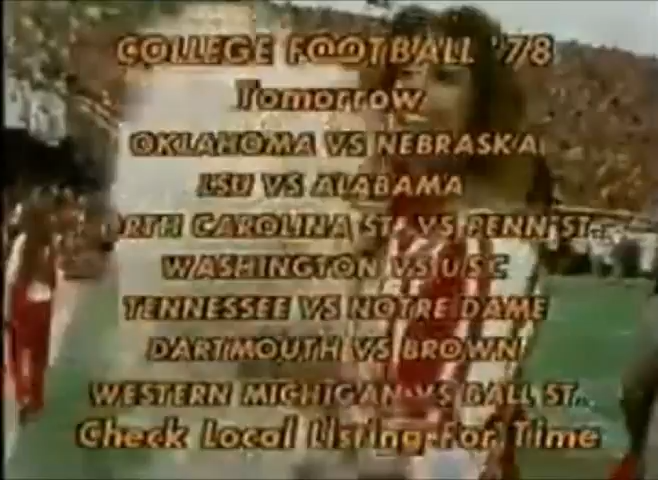 COLLEGE FOOTBALL '78
Tomorrow
OKLAHOMA VS NEBRASKA
LSU VS ALABAMA
RTH CAROLINA ST. VS PENN ST..
WASHINGTON VS USC
TENNESSEE VS NOTRE DAME
DARTMOUTH VS BROWN
WESTERN MICHIGAN VS BALL ST..
Check Local Listing For Time